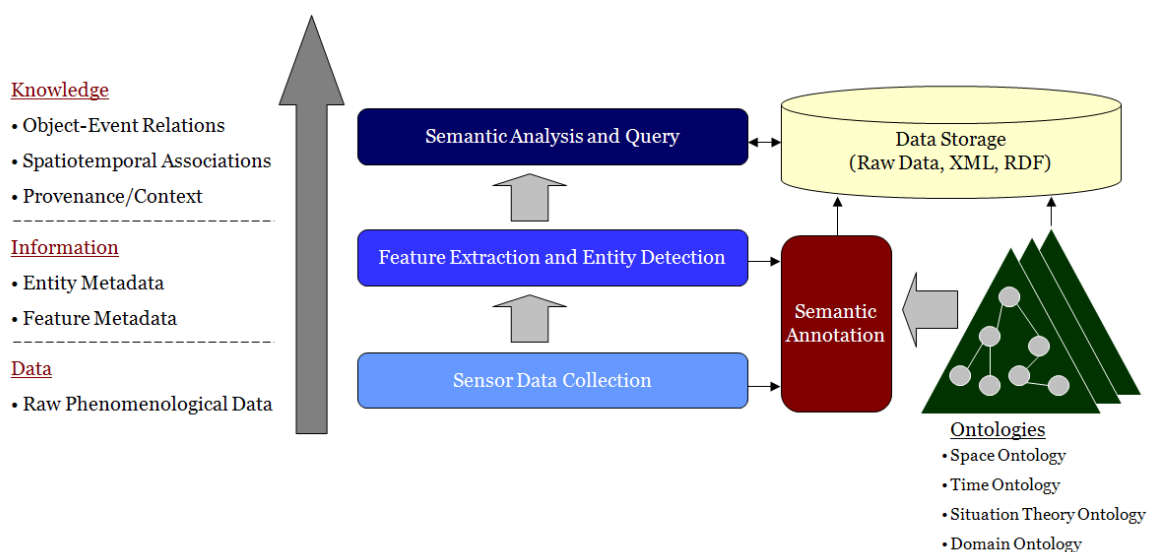 Knowledge
• Object-Event Relations
• Spatiotemporal Associations
• Provenance/Context
Information
• Entity Metadata
• Feature Metadata
Data
• Raw Phenomenological Data
Semantic Analysis and Query
Feature Extraction and Entity Detection
Sensor Data Collection
Data Storage
(Raw Data, XML, RDF)
Semantic
Annotation
Ontologies
• Space Ontology
• Time Ontology
• Situation Theory Ontology
• Domain Ontology